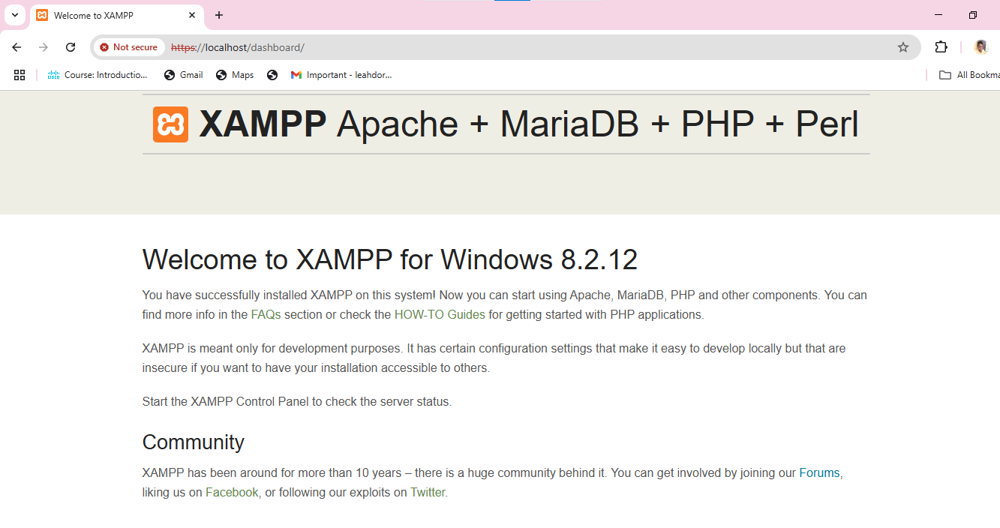 Welcome to XAMPP
Not secure https://localhost/dashboard/
Course: Introductio... Gmail Maps Important - leahdor... All Bookma
XAMPP Apache + MariaDB + PHP + Perl
Welcome to XAMPP for Windows 8.2.12
You have successfully installed XAMPP on this system! Now you can start using Apache, MariaDB, PHP and other components. You can
find more info in the FAQs section or check the HOW-TO Guides for getting started with PHP applications.
XAMPP is meant only for development purposes. It has certain configuration settings that make it easy to develop locally but that are
insecure if you want to have your installation accessible to others.
Start the XAMPP Control Panel to check the server status.
Community
XAMPP has been around for more than 10 years – there is a huge community behind it. You can get involved by joining our Forums,
liking us on Facebook, or following our exploits on Twitter.